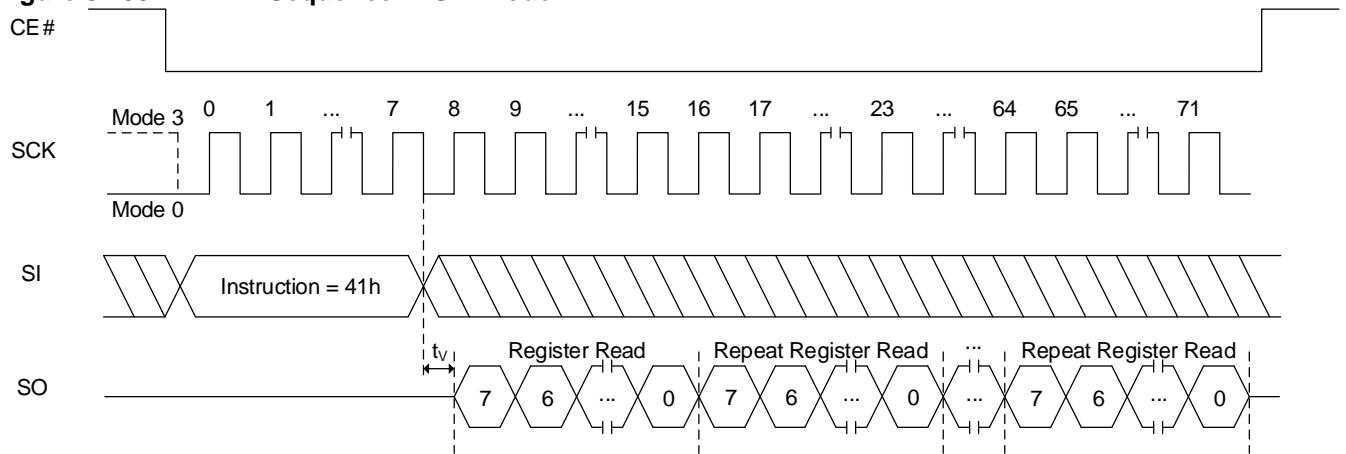 CE#
0 1 ... 7 8 9 ... 15 16 17 ... 23 ... 64 65 ... 71
Mode 3
SCK
Mode 0
SI
Instruction = 41h
tV Register Read Repeat Register Read ... Repeat Register Read
SO
7 6 ... 0 7 6 ... 0 ... 7 6 ... 0